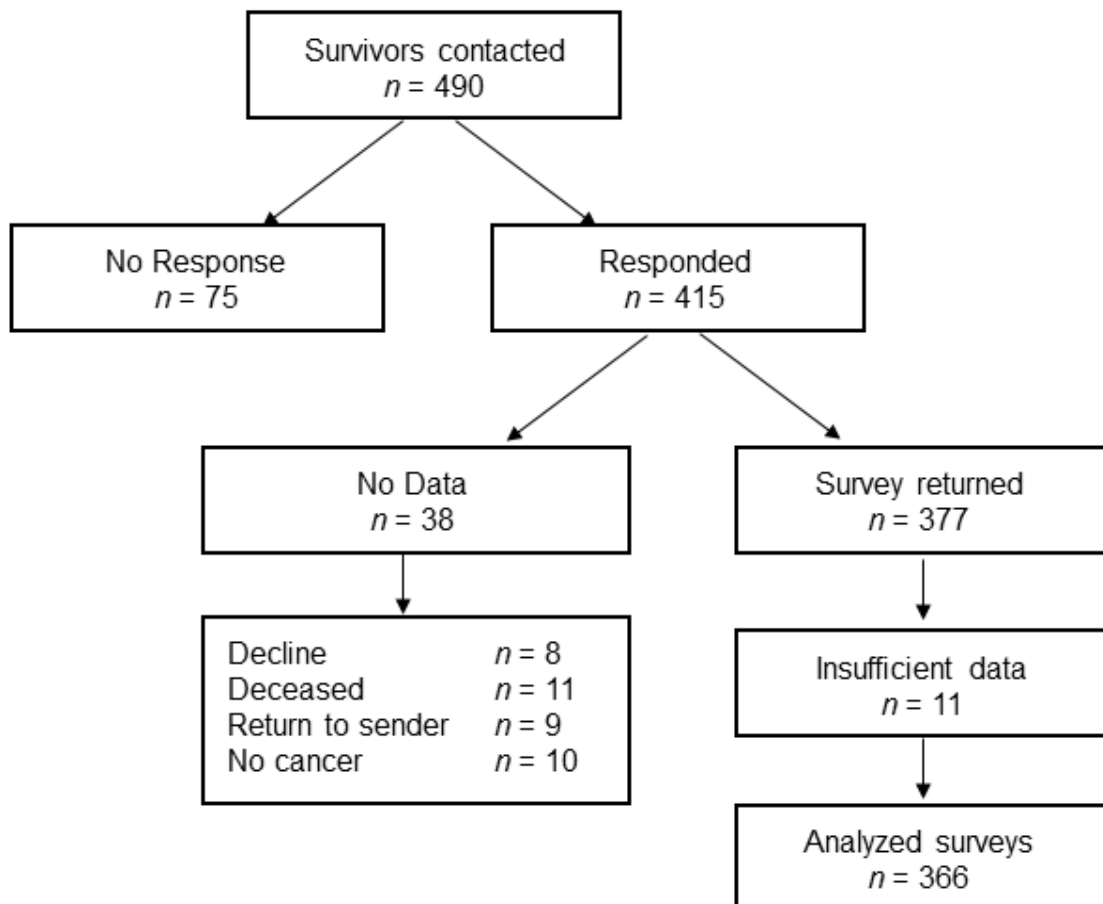 Survivors contacted
n = 490
No Response
n = 75
Responded
n = 415
No Data
n = 38
Survey returned
n = 377
Decline n = 8
Deceased n = 11
Return to sender n = 9
No cancer n = 10
Insufficient data
n = 11
Analyzed surveys
n = 366